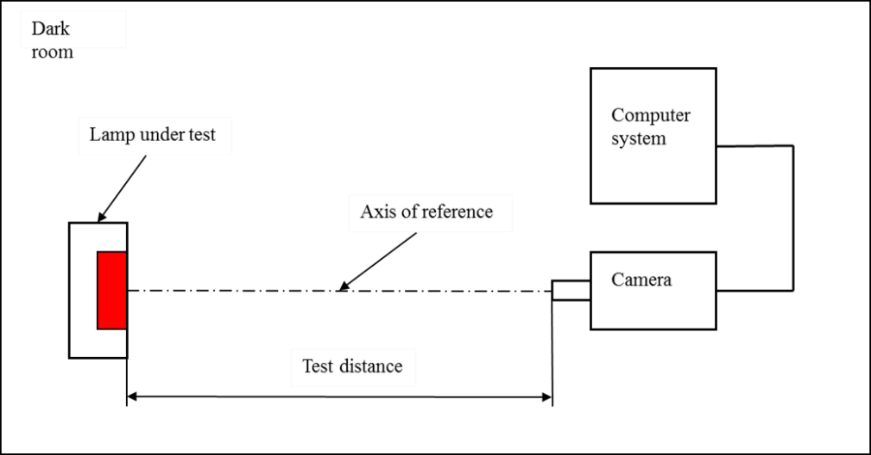 Dark
room
Lamp under test
Computer
system
Axis of reference
Camera
Test distance